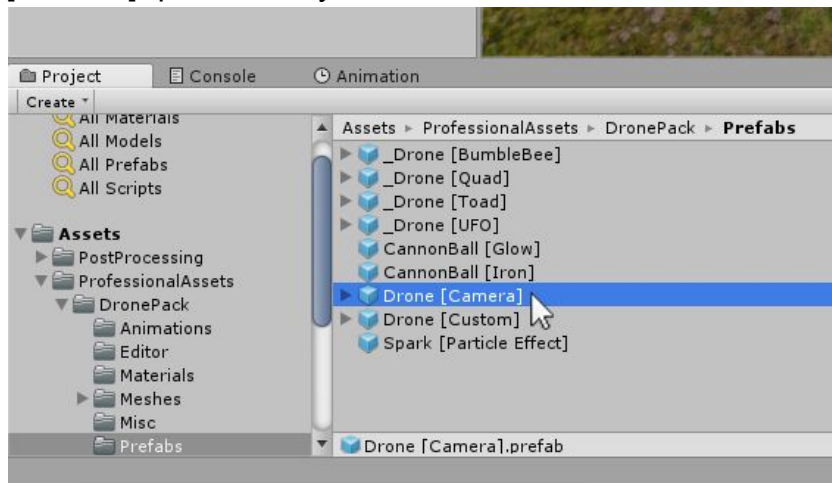 Project Console Animation
Create
All Materials
All Models
All Prefabs
All Scripts
Assets
PostProcessing
ProfessionalAssets
DronePack
Animations
Editor
Materials
Meshes
Misc
Prefabs
Assets ▸ ProfessionalAssets ▸ DronePack ▸ Prefabs
_Drone [BumbleBee]
_Drone [Quad]
_Drone [Toad]
_Drone [UFO]
CannonBall [Glow]
CannonBall [Iron]
Drone [Camera]
Drone [Custom]
Spark [Particle Effect]
Drone [Camera].prefab